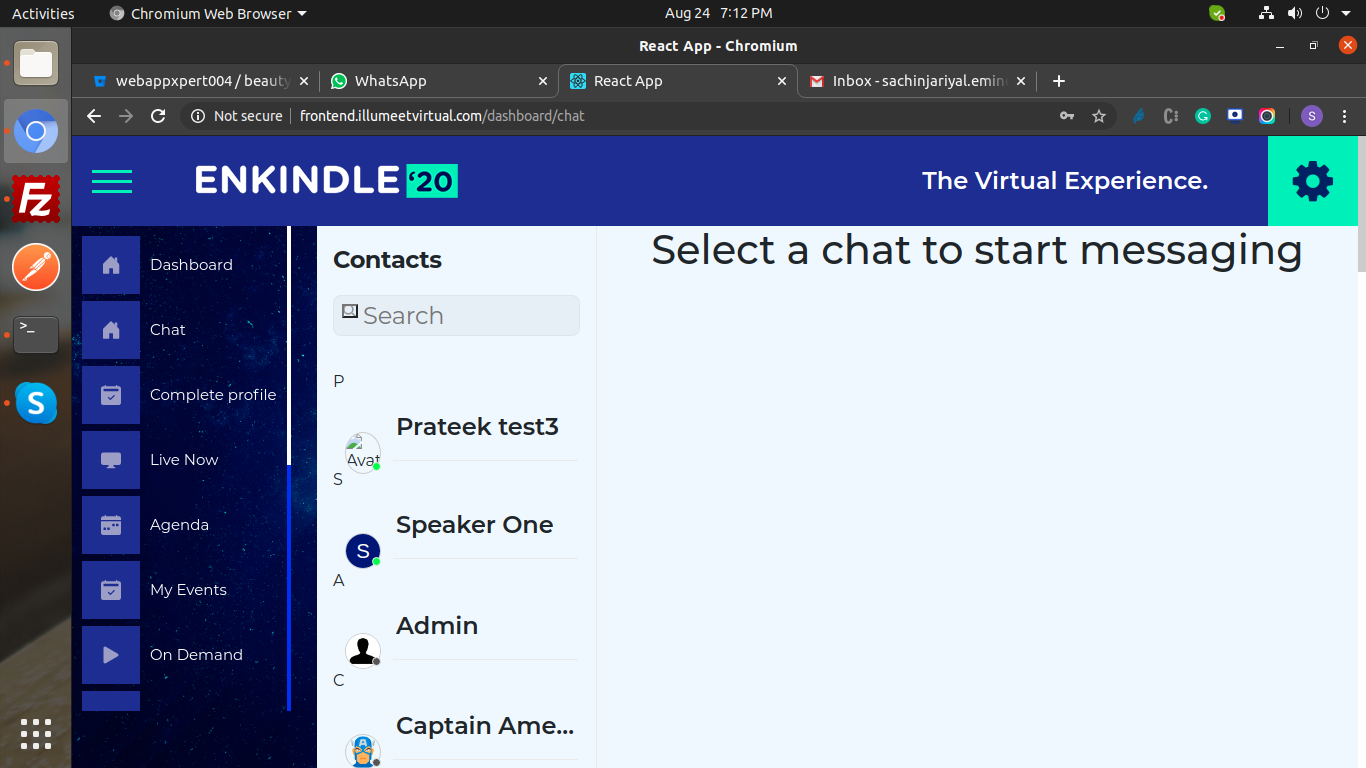 Activities
Chromium Web Browser
Aug 24 7:12 PM
React App - Chromium
webappxpert004 / beauty
WhatsApp
React App
Inbox - sachinjariyal.emin
Not secure
frontend.illumeetvirtual.com/dashboard/chat
S
ENKINDLE '20
The Virtual Experience.
Dashboard
Chat
Complete profile
Live Now
Agenda
My Events
On Demand
Contacts
Search
P
Prateek test3
Avat
S
Speaker One
S
A
Admin
C
Captain Ame...
Select a chat to start messaging